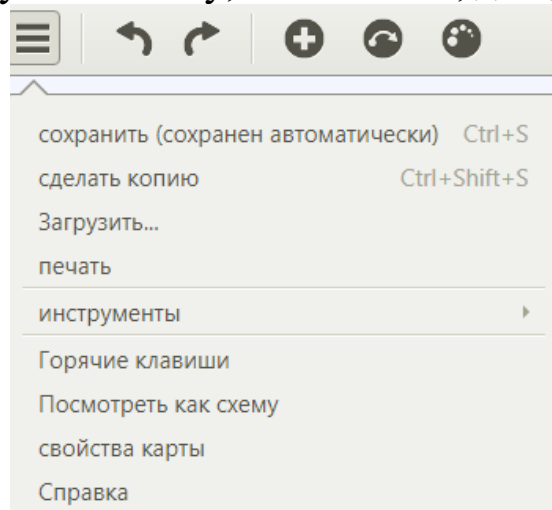 сохранить (сохранен автоматически) Ctrl+S
сделать копию Ctrl+Shift+S
Загрузить...
печать
инструменты
Горячие клавиши
Посмотреть как схему
свойства карты
Справка